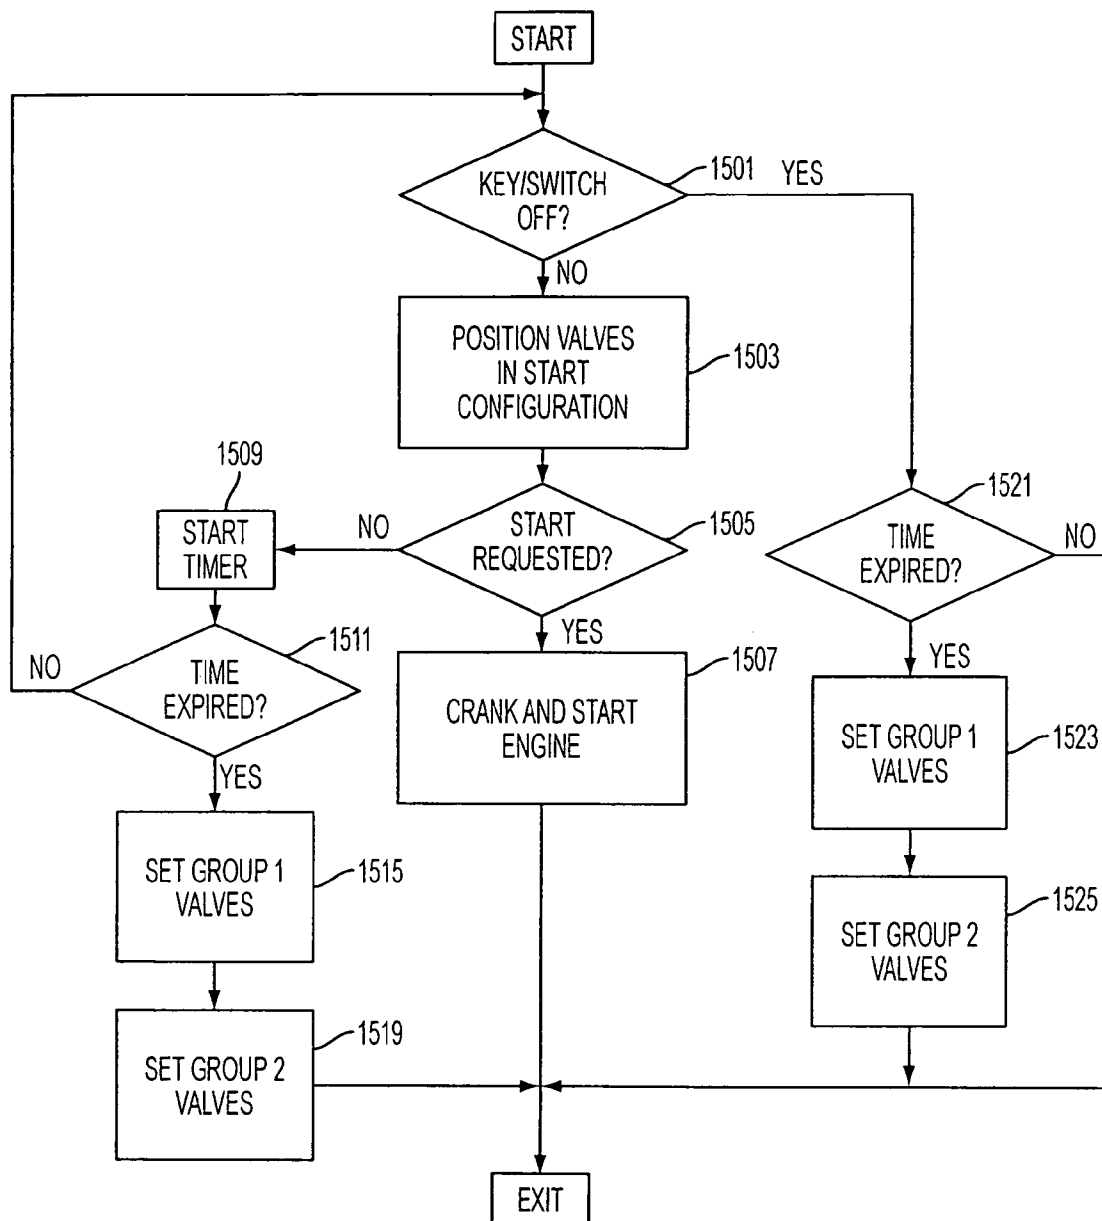 START
1501
YES
KEY/SWITCH
OFF?
NO
POSITION VALVES
IN START
CONFIGURATION
1503
1509
START
TIMER
NO
START
REQUESTED?
1505
1521
TIME
EXPIRED?
NO
YES
1511
NO
TIME
EXPIRED?
YES
1507
CRANK AND START
ENGINE
YES
SET GROUP 1
VALVES
1523
SET GROUP 1
VALVES
1515
SET GROUP 2
VALVES
1525
SET GROUP 2
VALVES
1519
EXIT